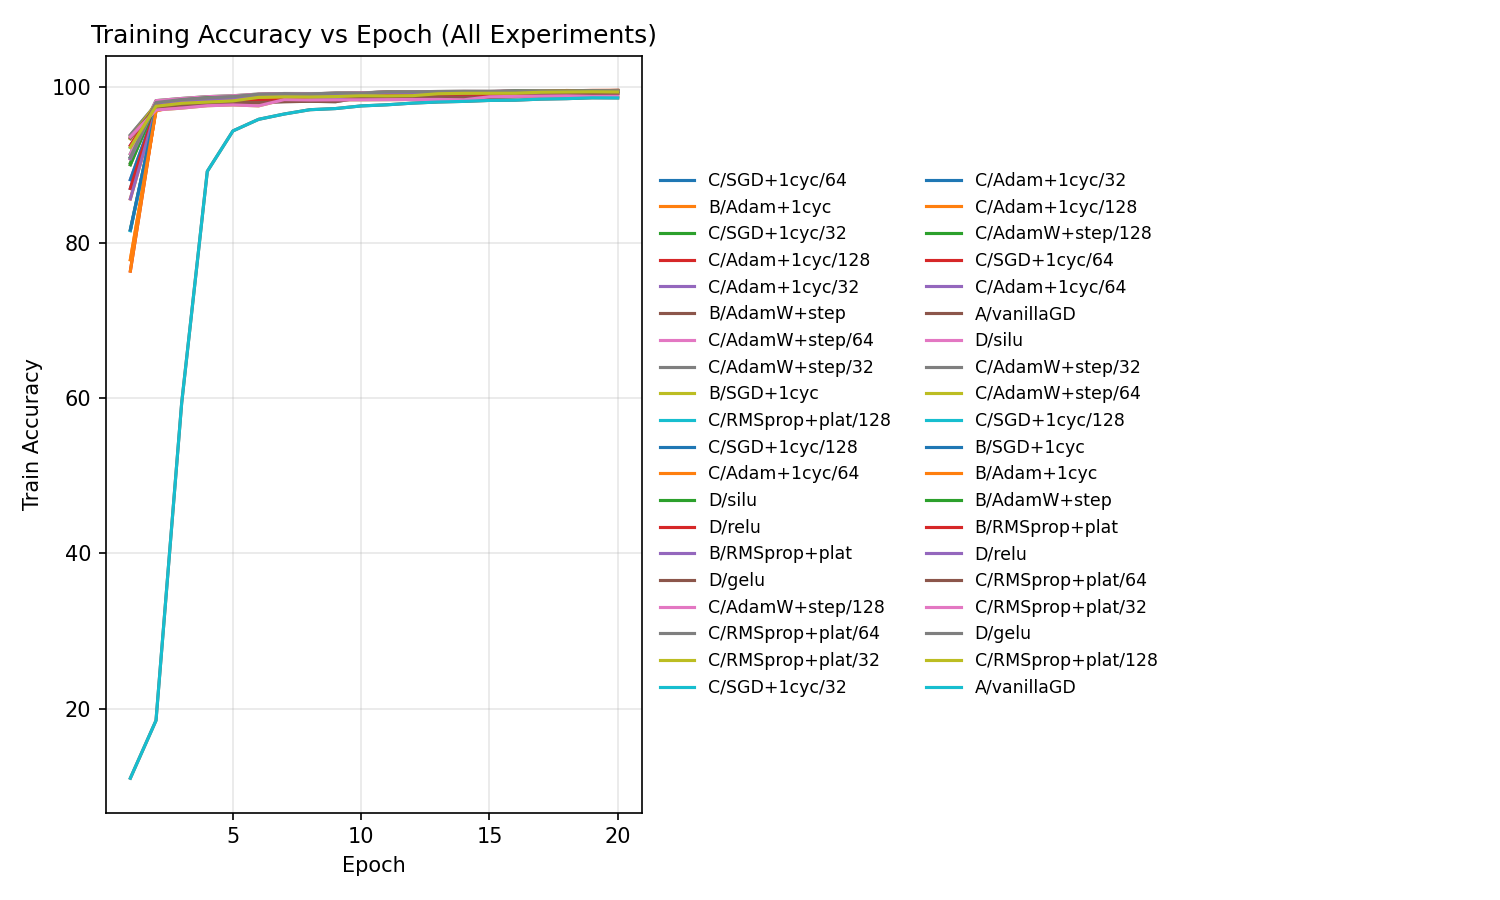 Training Accuracy vs Epoch (All Experiments)
100
80
60
40
20
Train Accuracy
5
10
15
20
Epoch
C/SGD+1cyc/64
B/Adam+1cyc
C/SGD+1cyc/32
C/Adam+1cyc/128
C/Adam+1cyc/32
B/AdamW+step
C/AdamW+step/64
C/AdamW+step/32
B/SGD+1cyc
C/RMSprop+plat/128
C/SGD+1cyc/128
C/Adam+1cyc/64
D/silu
D/relu
B/RMSprop+plat
D/gelu
C/AdamW+step/128
C/RMSprop+plat/64
C/RMSprop+plat/32
C/SGD+1cyc/32
C/Adam+1cyc/32
C/Adam+1cyc/128
C/AdamW+step/128
C/SGD+1cyc/64
C/Adam+1cyc/64
A/vanillaGD
D/silu
C/AdamW+step/32
C/AdamW+step/64
C/SGD+1cyc/128
B/SGD+1cyc
B/Adam+1cyc
B/AdamW+step
B/RMSprop+plat
D/relu
C/RMSprop+plat/64
C/RMSprop+plat/32
D/gelu
C/RMSprop+plat/128
A/vanillaGD